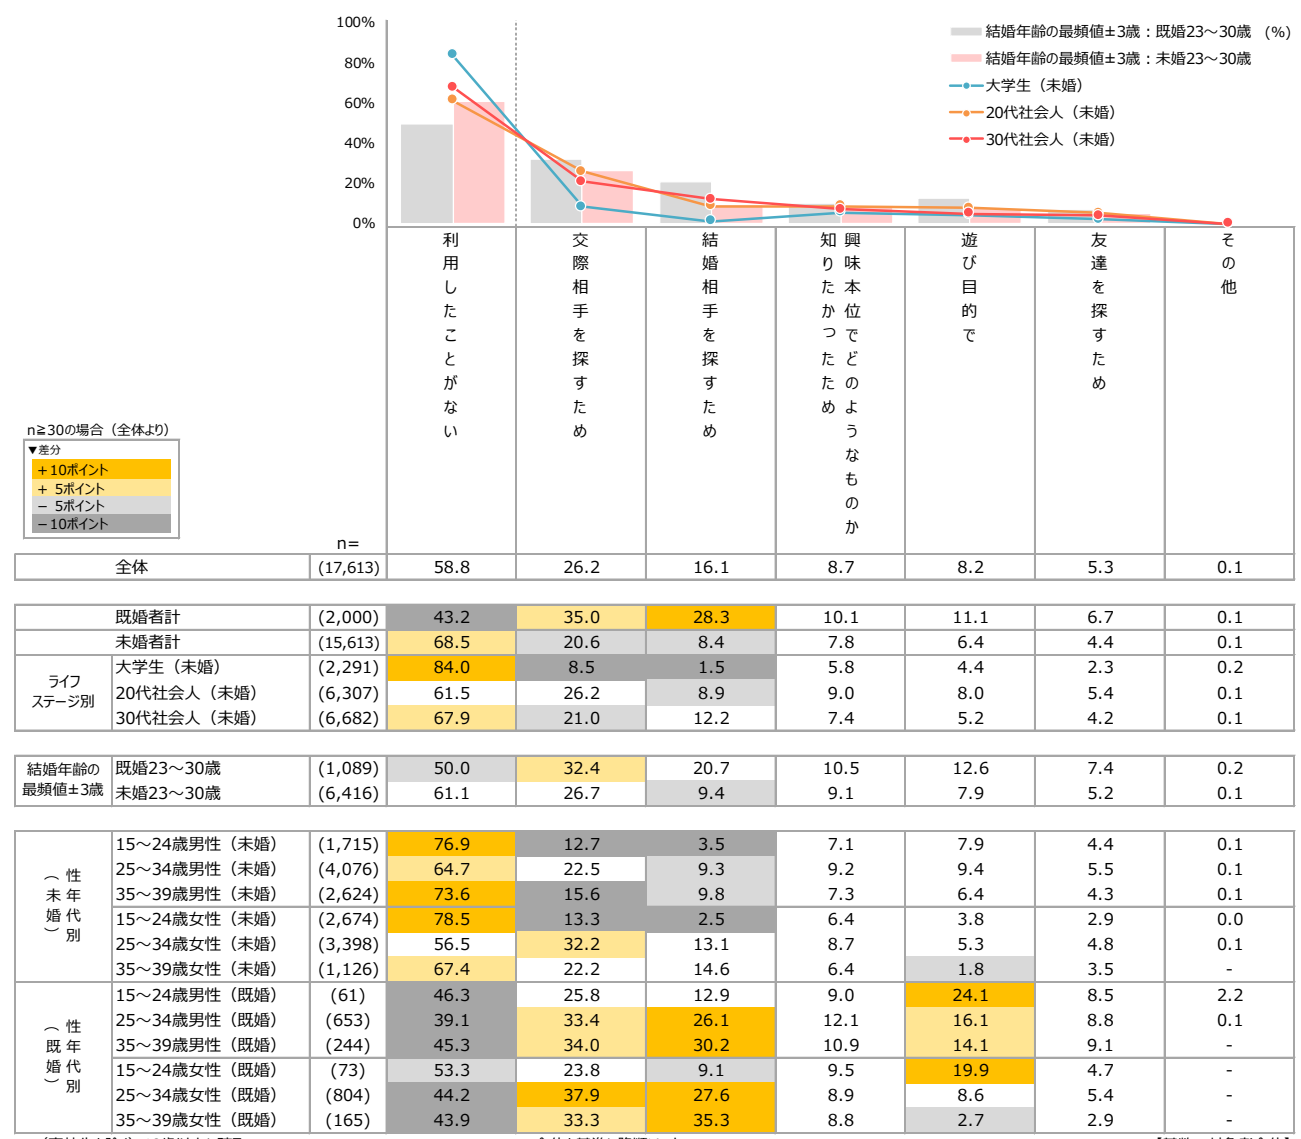 100%
80%
60%
40%
20%
0%
結婚年齢の最頻値±3歳：既婚23～30歳 (%)
結婚年齢の最頻値±3歳：未婚23～30歳
大学生（未婚）
20代社会人（未婚）
30代社会人（未婚）
利用したことがない
交際相手を探すため
結婚相手を探すため
興味本位でどのようなものか
知りたかつたため
遊び目的で
友達を探すため
その他
n≧30の場合（全体より）
▼差分
＋10ポイント
＋ 5ポイント
－ 5ポイント
－10ポイント
n=
全体 (17,613) 58.8 26.2 16.1 8.7 8.2 5.3 0.1
既婚者計 (2,000) 43.2 35.0 28.3 10.1 11.1 6.7 0.1
未婚者計 (15,613) 68.5 20.6 8.4 7.8 6.4 4.4 0.1
ライフ
ステージ別
大学生（未婚） (2,291) 84.0 8.5 1.5 5.8 4.4 2.3 0.2
20代社会人（未婚） (6,307) 61.5 26.2 8.9 9.0 8.0 5.4 0.1
30代社会人（未婚） (6,682) 67.9 21.0 12.2 7.4 5.2 4.2 0.1
結婚年齢の
最頻値±3歳
既婚23～30歳 (1,089) 50.0 32.4 20.7 10.5 12.6 7.4 0.2
未婚23～30歳 (6,416) 61.1 26.7 9.4 9.1 7.9 5.2 0.1
性年代別
（未婚）
15～24歳男性（未婚） (1,715) 76.9 12.7 3.5 7.1 7.9 4.4 0.1
25～34歳男性（未婚） (4,076) 64.7 22.5 9.3 9.2 9.4 5.5 0.1
35～39歳男性（未婚） (2,624) 73.6 15.6 9.8 7.3 6.4 4.3 0.1
15～24歳女性（未婚） (2,674) 78.5 13.3 2.5 6.4 3.8 2.9 0.0
25～34歳女性（未婚） (3,398) 56.5 32.2 13.1 8.7 5.3 4.8 0.1
35～39歳女性（未婚） (1,126) 67.4 22.2 14.6 6.4 1.8 3.5 -
性年代別
（既婚）
15～24歳男性（既婚） (61) 46.3 25.8 12.9 9.0 24.1 8.5 2.2
25～34歳男性（既婚） (653) 39.1 33.4 26.1 12.1 16.1 8.8 0.1
35～39歳男性（既婚） (244) 45.3 34.0 30.2 10.9 14.1 9.1 -
15～24歳女性（既婚） (73) 53.3 23.8 9.1 9.5 19.9 4.7 -
25～34歳女性（既婚） (804) 44.2 37.9 27.6 8.9 8.6 5.4 -
35～39歳女性（既婚） (165) 43.9 33.3 35.3 8.8 2.7 2.9 -